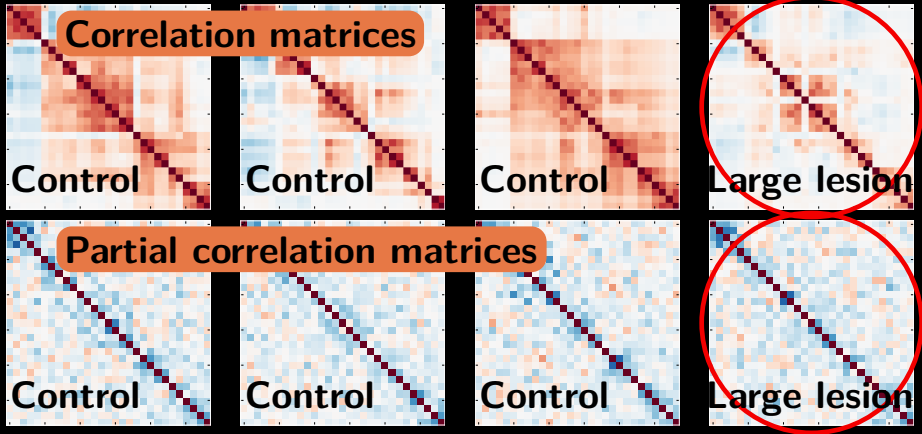 Correlation matrices
Control
Control
Control
Large lesion
Partial correlation matrices
Control
Control
Control
Large lesion